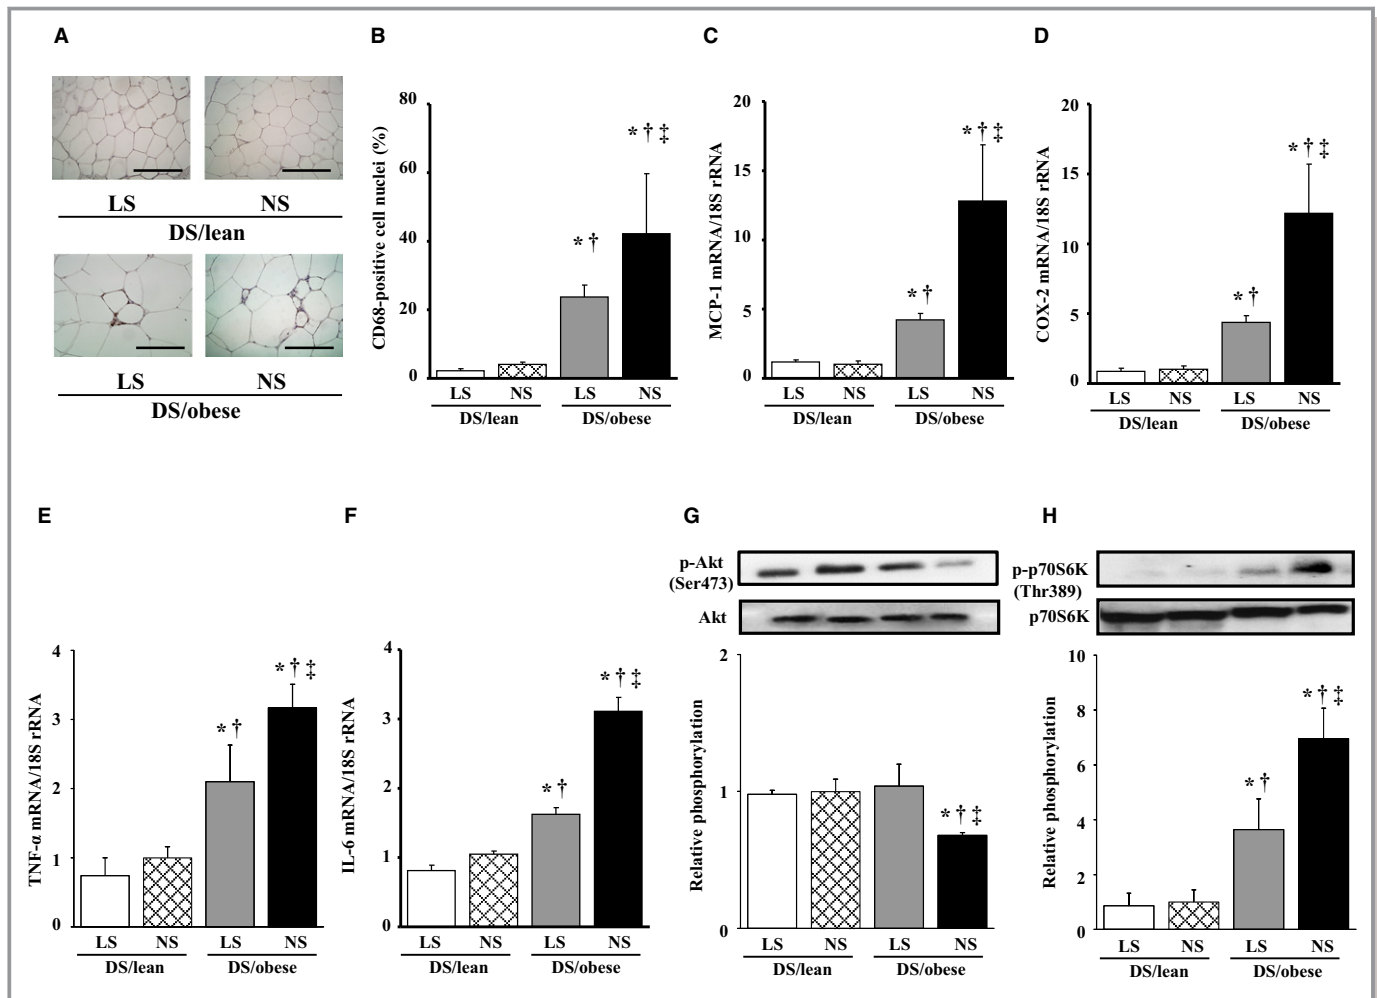 A
LS NS
DS/lean
LS NS
DS/obese
B
CD68-positive cell nuclei (%)
80
60
40
20
0
* †
* † ‡
LS NS LS NS
DS/lean DS/obese
C
MCP-1 mRNA/18S rRNA
20
15
10
5
0
* †
* † ‡
LS NS LS NS
DS/lean DS/obese
D
COX-2 mRNA/18S rRNA
20
15
10
5
0
* †
* † ‡
LS NS LS NS
DS/lean DS/obese
E
TNF-α mRNA/18S rRNA
4
3
2
1
0
* †
* † ‡
LS NS LS NS
DS/lean DS/obese
F
IL-6 mRNA/18S rRNA
4
3
2
1
0
* †
* † ‡
LS NS LS NS
DS/lean DS/obese
G
p-Akt
(Ser473)
Akt
Relative phosphorylation
2
1
0
* † ‡
LS NS LS NS
DS/lean DS/obese
H
p-p70S6K
(Thr389)
p70S6K
Relative phosphorylation
10
8
6
4
2
0
* †
* † ‡
LS NS LS NS
DS/lean DS/obese